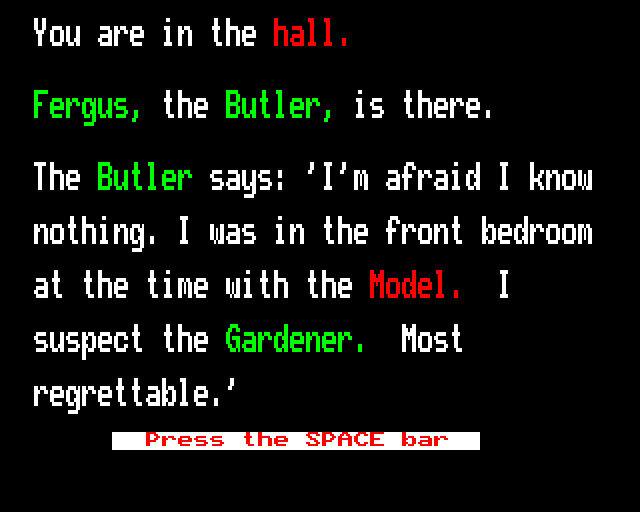 You are in the hall.
Fergus, the Butler, is there.
The Butler says: 'I'm afraid I know
nothing. I was in the front bedroom
at the time with the Model.  I
suspect the Gardener.  Most
regrettable.'
Press the SPACE bar